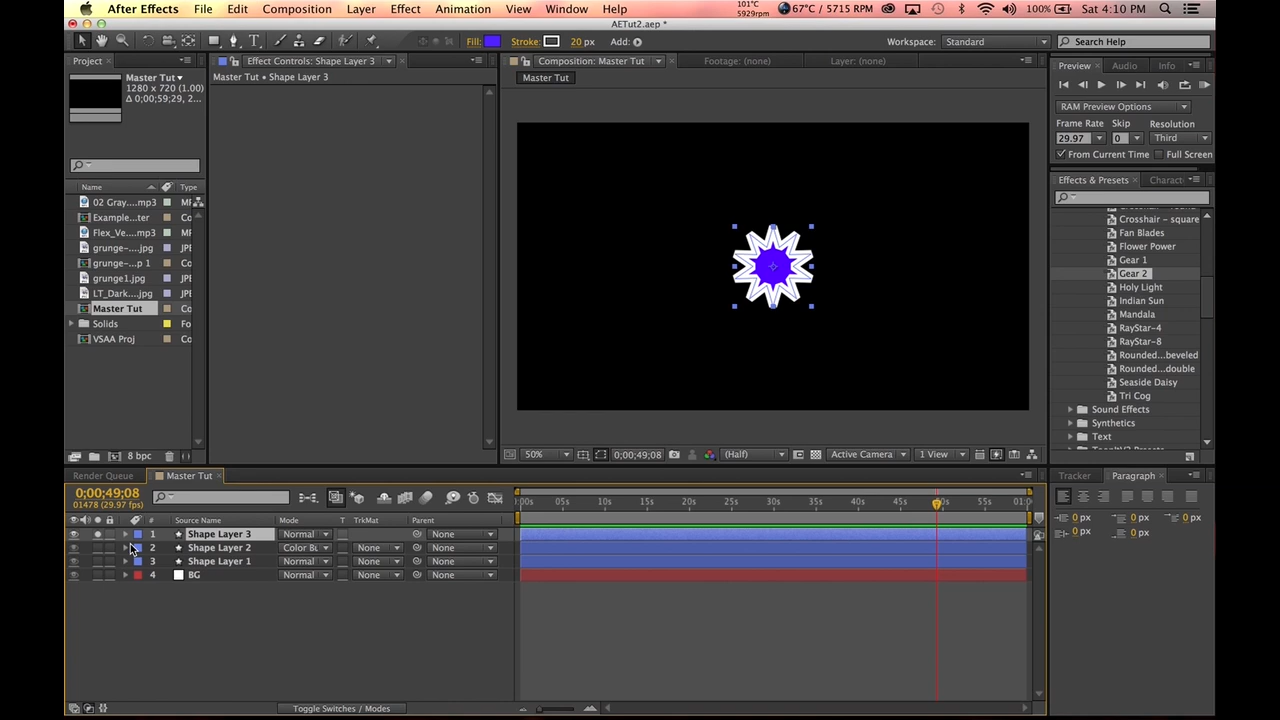 After Effects File Edit Composition Layer Effect Animation View Window Help 101°C 5929rpm 67°C / 5715 RPM 100% Sat 4:10 PM
AETut2.aep *
Fill: Stroke: 20 px Add: Workspace: Standard Search Help
Project Effect Controls: Shape Layer 3 Composition: Master Tut Footage: (none) Layer: (none) Preview Audio Info
Master Tut
1280 x 720 (1.00)
Δ 0;00;59;29, 2...
Master Tut • Shape Layer 3
Master Tut
RAM Preview Options
Frame Rate Skip Resolution
29.97 0 Third
From Current Time Full Screen
Effects & Presets Charact
Name Type
02 Gray....mp3 MF
Example...ter Co
Flex_Ve....mp3 MF
grunge-....jpg JPE
grunge-...p 1 Co
grunge1.jpg JPE
LT_Dark....jpg JPE
Master Tut Co
Solids Fo
VSAA Proj Co
Crosshair - square
Fan Blades
Flower Power
Gear 1
Gear 2
Holy Light
Indian Sun
Mandala
RayStar-4
RayStar-8
Rounded...beveled
Rounded...double
Seaside Daisy
Tri Cog
Sound Effects
Synthetics
Text
8 bpc
50% 0;00;49;08 (Half) Active Camera 1 View
Render Queue Master Tut Tracker Paragraph
0;00;49;08
01478 (29.97 fps)
:00s 05s 10s 15s 20s 25s 30s 35s 40s 45s 55s 01:0
# Source Name Mode T TrkMat Parent
1 Shape Layer 3 Normal None
2 Shape Layer 2 Color Bu None None
3 Shape Layer 1 Normal None None
4 BG Normal None None
0 px 0 px 0 px
0 px 0 px
Toggle Switches / Modes